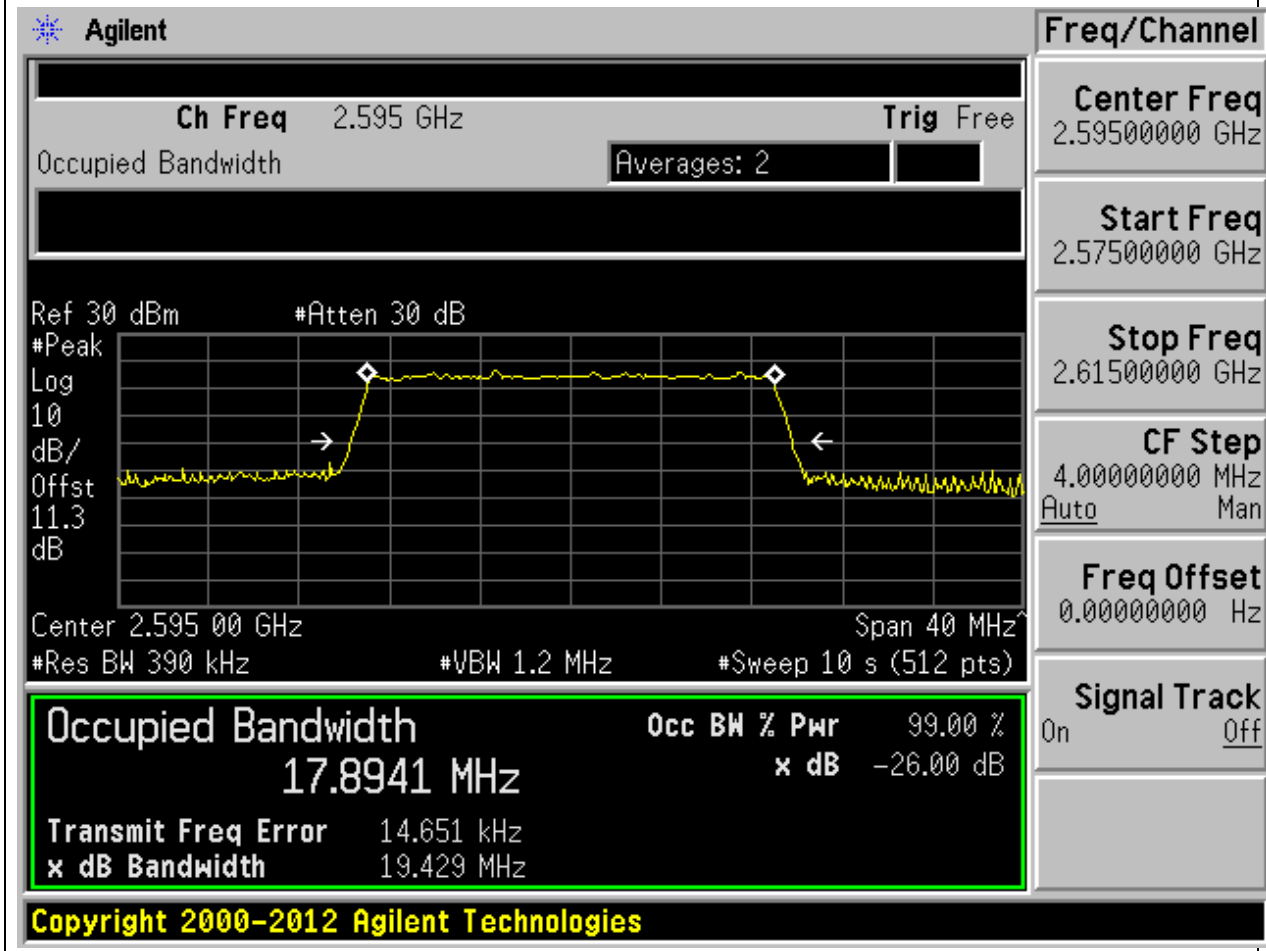 Agilent
Freq/Channel
Ch Freq 2.595 GHz Trig Free
Occupied Bandwidth Averages: 2
Center Freq
2.59500000 GHz
Start Freq
2.57500000 GHz
Stop Freq
2.61500000 GHz
CF Step
4.00000000 MHz
Auto Man
Freq Offset
0.00000000 Hz
Signal Track
On Off
Ref 30 dBm #Atten 30 dB
#Peak
Log
10
dB/
Offst
11.3
dB
Center 2.595 00 GHz Span 40 MHz^
#Res BW 390 kHz #VBW 1.2 MHz #Sweep 10 s (512 pts)
Occupied Bandwidth Occ BW % Pwr 99.00 %
17.8941 MHz x dB -26.00 dB
Transmit Freq Error 14.651 kHz
x dB Bandwidth 19.429 MHz
Copyright 2000-2012 Agilent Technologies